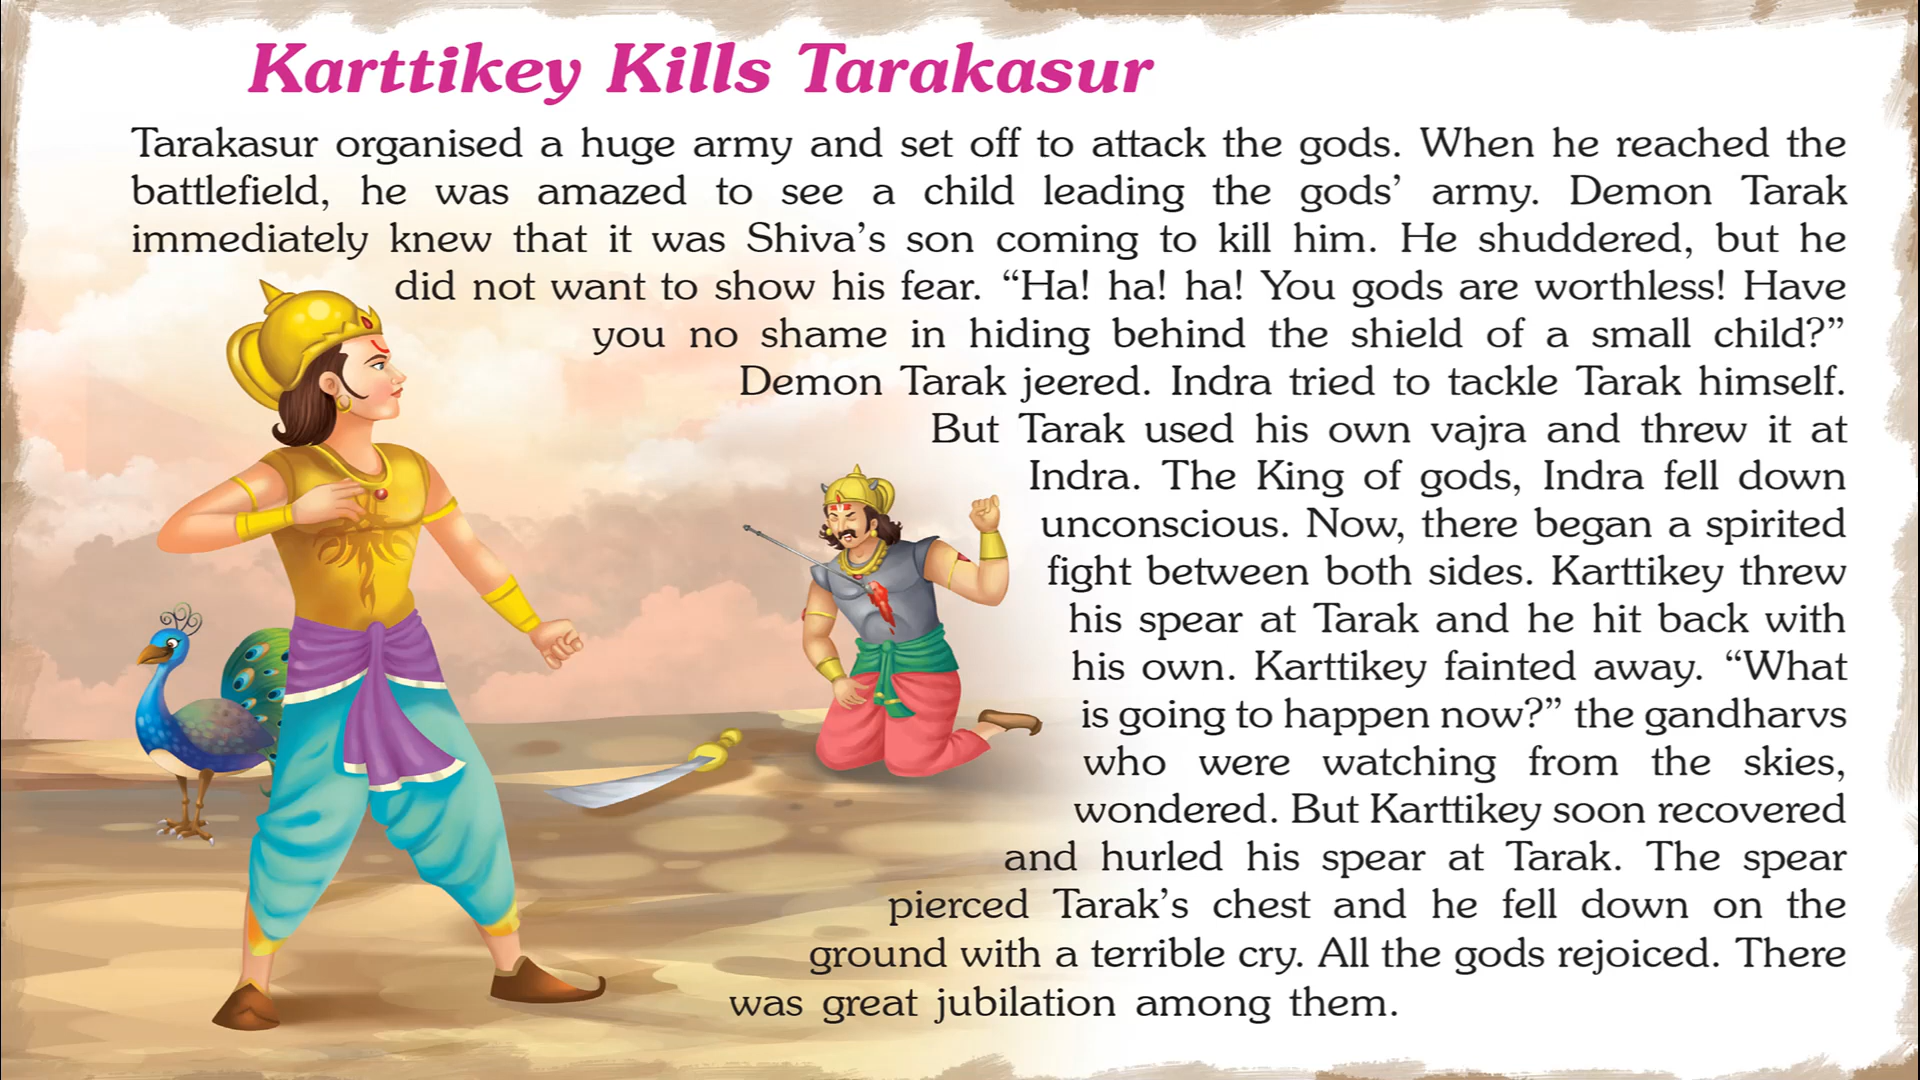 Karttikey Kills Tarakasur
Tarakasur organised a huge army and set off to attack the gods. When he reached the
battlefield, he was amazed to see a child leading the gods’ army. Demon Tarak
immediately knew that it was Shiva’s son coming to kill him. He shuddered, but he
did not want to show his fear. “Ha! ha! ha! You gods are worthless! Have
you no shame in hiding behind the shield of a small child?”
Demon Tarak jeered. Indra tried to tackle Tarak himself.
But Tarak used his own vajra and threw it at
Indra. The King of gods, Indra fell down
unconscious. Now, there began a spirited
fight between both sides. Karttikey threw
his spear at Tarak and he hit back with
his own. Karttikey fainted away. “What
is going to happen now?” the gandharvs
who were watching from the skies,
wondered. But Karttikey soon recovered
and hurled his spear at Tarak. The spear
pierced Tarak’s chest and he fell down on the
ground with a terrible cry. All the gods rejoiced. There
was great jubilation among them.